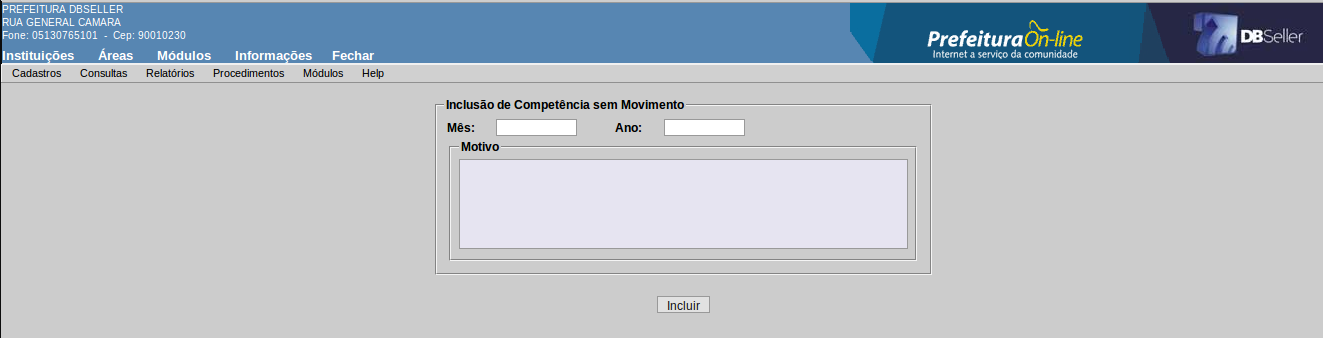 PREFEITURA DBSELLER
RUA GENERAL CAMARA
Fone: 05130765101 - Cep: 90010230
PrefeituraOn-line
Internet a serviço da comunidade
DBSeller
Instituições Áreas Módulos Informações Fechar
Cadastros Consultas Relatórios Procedimentos Módulos Help
Inclusão de Competência sem Movimento
Mês: Ano:
Motivo
Incluir